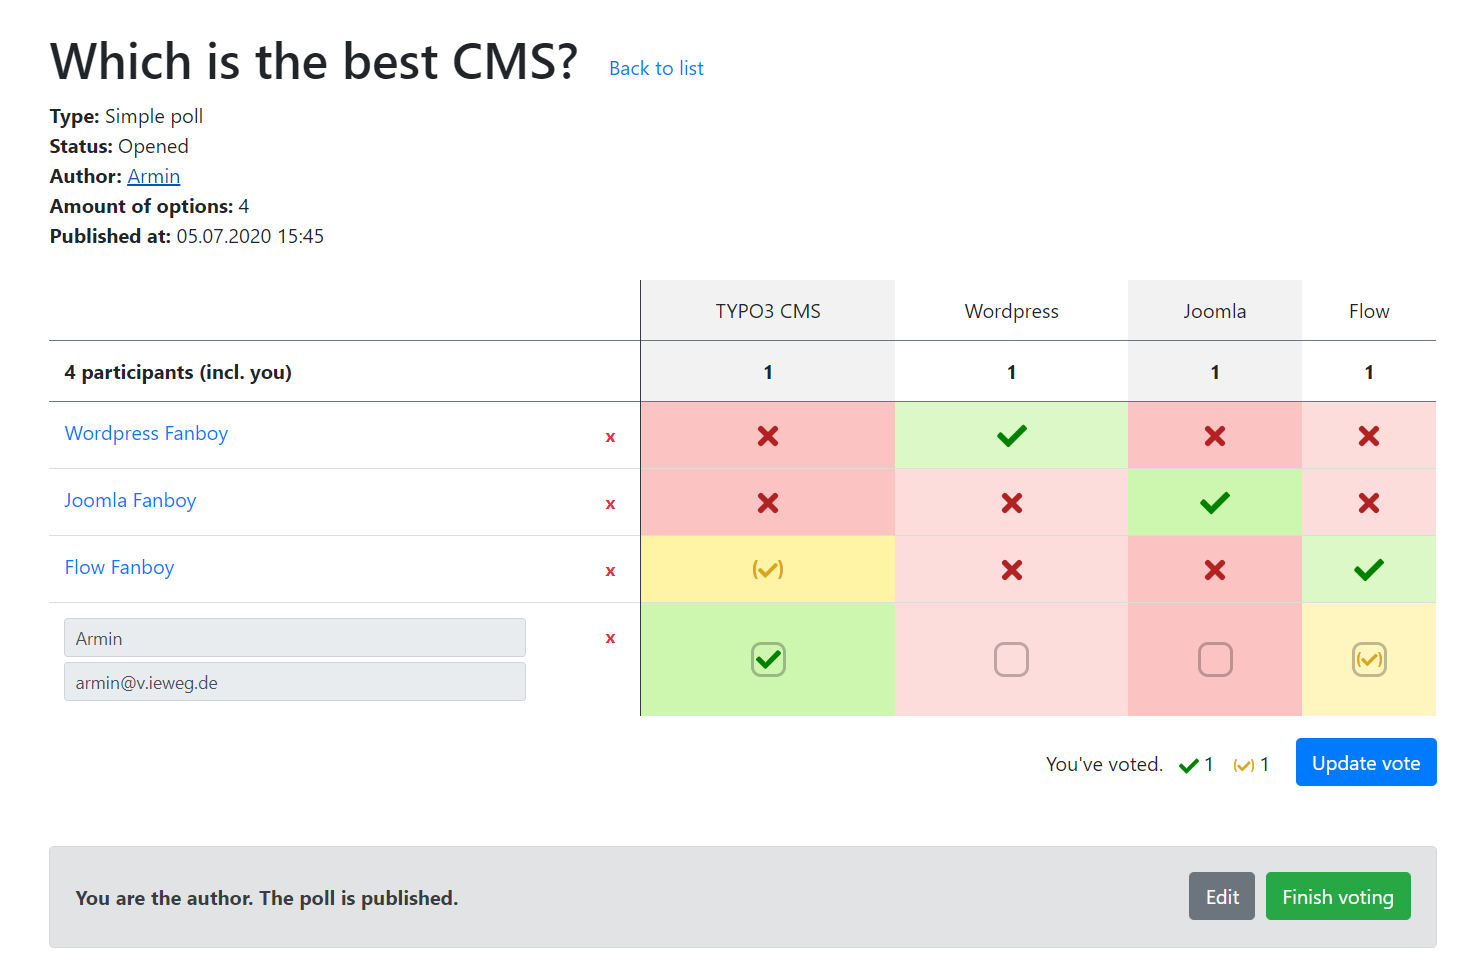 Which is the best CMS? Back to list
Type: Simple poll
Status: Opened
Author: Armin
Amount of options: 4
Published at: 05.07.2020 15:45
TYPO3 CMS Wordpress Joomla Flow
4 participants (incl. you) 1 1 1 1
Wordpress Fanboy x
Joomla Fanboy x
Flow Fanboy x
Armin x
armin@v.ieweg.de
You've voted. 1 1 Update vote
You are the author. The poll is published. Edit Finish voting